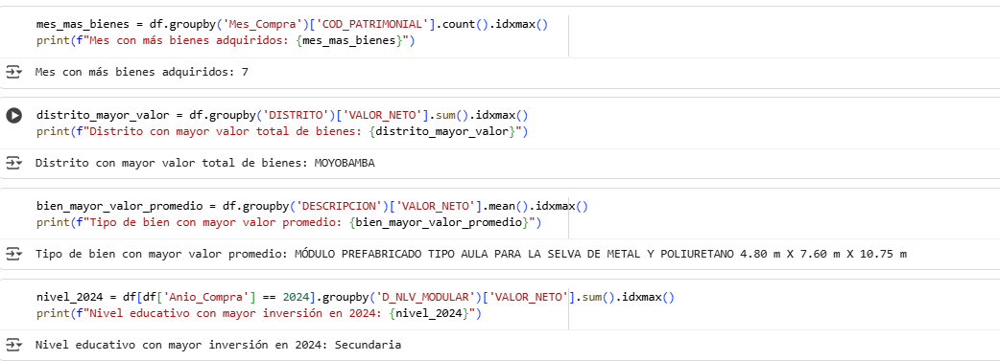 mes_mas_bienes = df.groupby('Mes_Compra')['COD_PATRIMONIAL'].count().idxmax()
print(f"Mes con más bienes adquiridos: {mes_mas_bienes}")
Mes con más bienes adquiridos: 7
distrito_mayor_valor = df.groupby('DISTRITO')['VALOR_NETO'].sum().idxmax()
print(f"Distrito con mayor valor total de bienes: {distrito_mayor_valor}")
Distrito con mayor valor total de bienes: MOYOBAMBA
bien_mayor_valor_promedio = df.groupby('DESCRIPCION')['VALOR_NETO'].mean().idxmax()
print(f"Tipo de bien con mayor valor promedio: {bien_mayor_valor_promedio}")
Tipo de bien con mayor valor promedio: MÓDULO PREFABRICADO TIPO AULA PARA LA SELVA DE METAL Y POLIURETANO 4.80 m X 7.60 m X 10.75 m
nivel_2024 = df[df['Anio_Compra'] == 2024].groupby('D_NLV_MODULAR')['VALOR_NETO'].sum().idxmax()
print(f"Nivel educativo con mayor inversión en 2024: {nivel_2024}")
Nivel educativo con mayor inversión en 2024: Secundaria